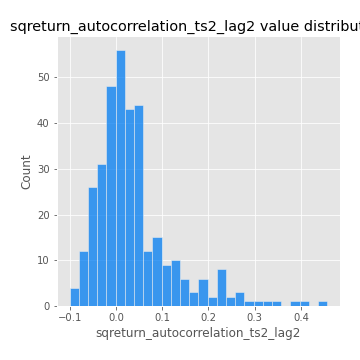 sqreturn_autocorrelation_ts2_lag2 value distribut
50
40
30
20
10
0
Count
−0.1 0.0 0.1 0.2 0.3 0.4
sqreturn_autocorrelation_ts2_lag2